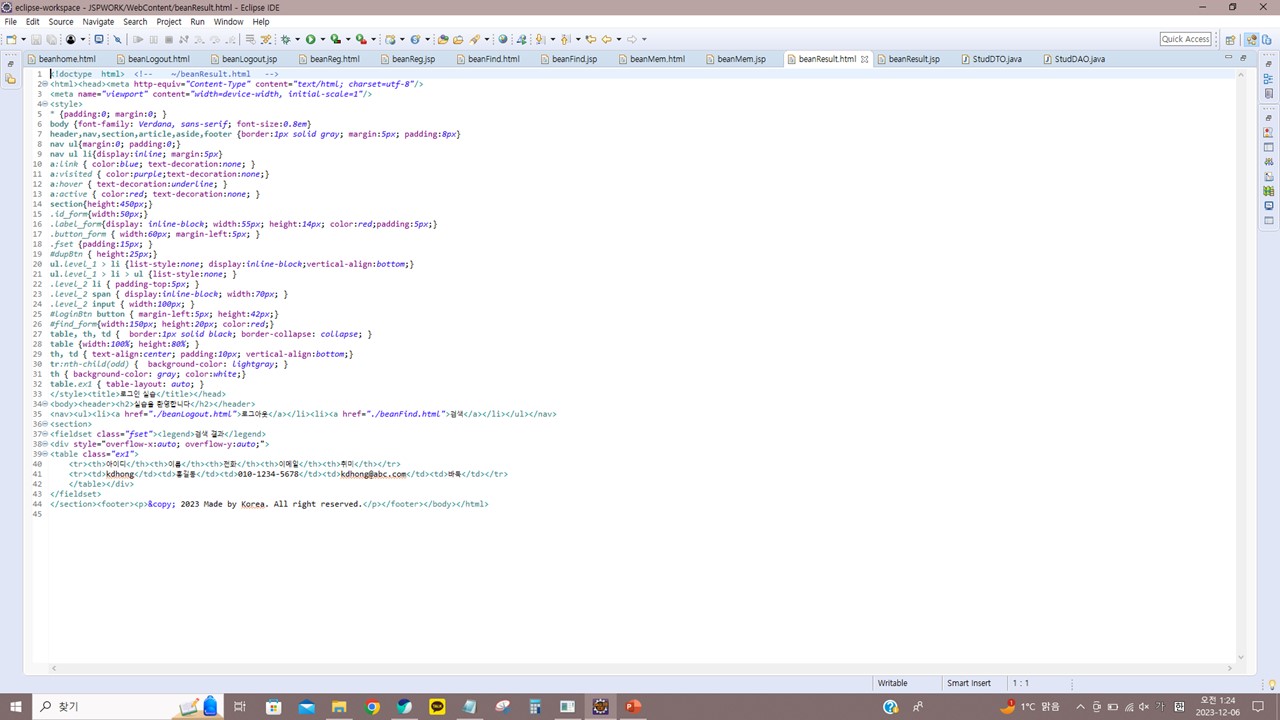 eclipse-workspace - JSPWORK/WebContent/beanResult.html - Eclipse IDE
File Edit Source Navigate Search Project Run Window Help
Quick Access
beanhome.html beanLogout.html beanLogout.jsp beanReg.html beanReg.jsp beanFind.html beanFind.jsp beanMem.html beanMem.jsp beanResult.html beanResult.jsp StudDTO.java StudDAO.java
1 <!doctype html> <!-- ~/beanResult.html -->
2 <html><head><meta http-equiv="Content-Type" content="text/html; charset=utf-8"/>
3 <meta name="viewport" content="width=device-width, initial-scale=1"/>
4 <style>
5 * {padding:0; margin:0; }
6 body {font-family: Verdana, sans-serif; font-size:0.8em}
7 header,nav,section,article,aside,footer {border:1px solid gray; margin:5px; padding:8px}
8 nav ul{margin:0; padding:0;}
9 nav ul li{display:inline; margin:5px}
10 a:link { color:blue; text-decoration:none; }
11 a:visited { color:purple;text-decoration:none;}
12 a:hover { text-decoration:underline; }
13 a:active { color:red; text-decoration:none; }
14 section{height:450px;}
15 .id_form{width:50px;}
16 .label_form{display: inline-block; width:55px; height:14px; color:red;padding:5px;}
17 .button_form { width:60px; margin-left:5px; }
18 .fset {padding:15px; }
19 #dupBtn { height:25px;}
20 ul.level_1 > li {list-style:none; display:inline-block;vertical-align:bottom;}
21 ul.level_1 > li > ul {list-style:none; }
22 .level_2 li { padding-top:5px; }
23 .level_2 span { display:inline-block; width:70px; }
24 .level_2 input { width:100px; }
25 #loginBtn button { margin-left:5px; height:42px;}
26 #find_form{width:150px; height:20px; color:red;}
27 table, th, td { border:1px solid black; border-collapse: collapse; }
28 table {width:100%; height:80%; }
29 th, td { text-align:center; padding:10px; vertical-align:bottom;}
30 tr:nth-child(odd) { background-color: lightgray; }
31 th { background-color: gray; color:white;}
32 table.ex1 { table-layout: auto; }
33 </style><title>로그인 실습</title></head>
34 <body><header><h2>실습을 환영합니다</h2></header>
35 <nav><ul><li><a href="./beanLogout.html">로그아웃</a></li><li><a href="./beanFind.html">검색</a></li></ul></nav>
36 <section>
37 <fieldset class="fset"><legend>검색 결과</legend>
38 <div style="overflow-x:auto; overflow-y:auto;">
39 <table class="ex1">
40 <tr><th>아이디</th><th>이름</th><th>전화</th><th>이메일</th><th>취미</th></tr>
41 <tr><td>kdhong</td><td>홍길동</td><td>010-1234-5678</td><td>kdhong@abc.com</td><td>바둑</td></tr>
42 </table></div>
43 </fieldset>
44 </section><footer><p>&copy; 2023 Made by Korea. All right reserved.</p></footer></body></html>
45
Writable Smart Insert 1 : 1
찾기
1°C 맑음
가
漢
오전 1:24
2023-12-06